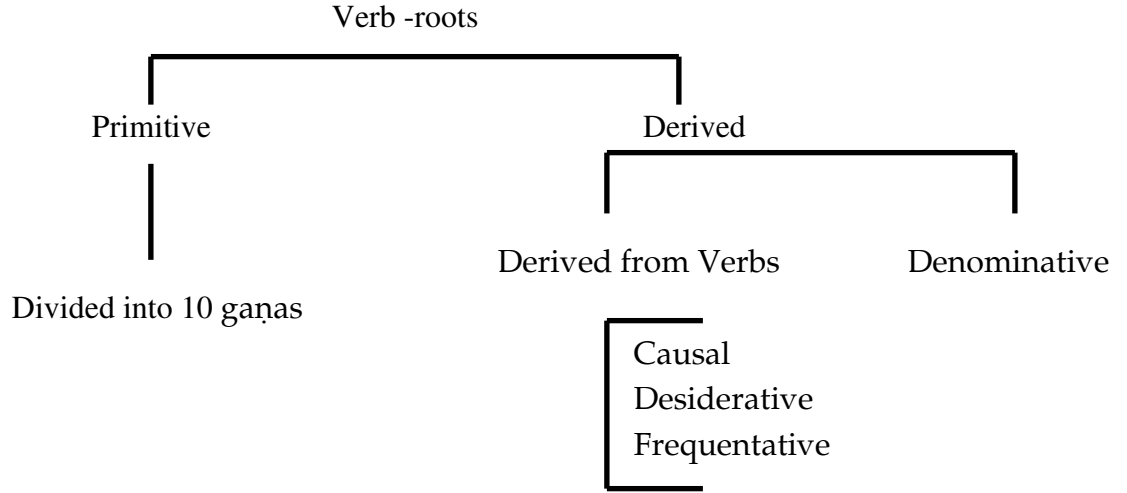 Verb -roots
Primitive
Derived
Derived from Verbs
Denominative
Divided into 10 gaṇas
Causal
Desiderative
Frequentative